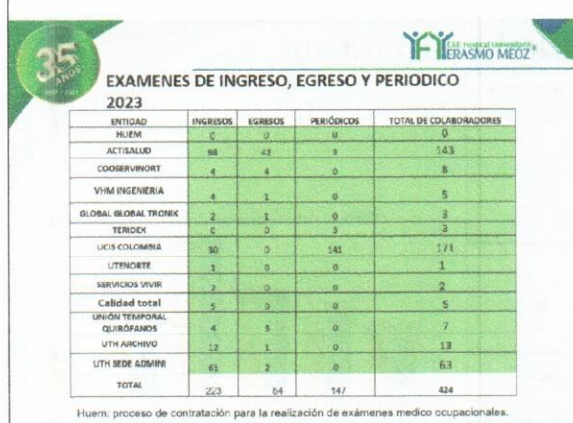 35
AÑOS
E.S.E. Hospital Universitario
ERASMO MEOZ
EXAMENES DE INGRESO, EGRESO Y PERIODICO
2023
ENTIDAD INGRESOS EGRESOS PERIÓDICOS TOTAL DE COLABORADORES
HUEM 0 0 0 0
ACTISALUD 98 43 3 143
COOSERVINORT 4 4 0 8
VHM INGENIERIA 4 1 0 5
GLOBAL GLOBAL TRONIK 2 1 0 3
TERIDEX 0 0 3 3
UCIS COLOMBIA 30 0 141 171
UTENORTE 1 0 0 1
SERVICIOS VIVIR 2 0 0 2
Calidad total 5 0 0 5
UNIÓN TEMPORAL
QUIRÓFANOS 4 3 0 7
UTH ARCHIVO 12 1 0 13
UTH SEDE ADMINI 61 2 0 63
TOTAL 223 64 147 424
Huem: proceso de contratación para la realización de exámenes medico ocupacionales.